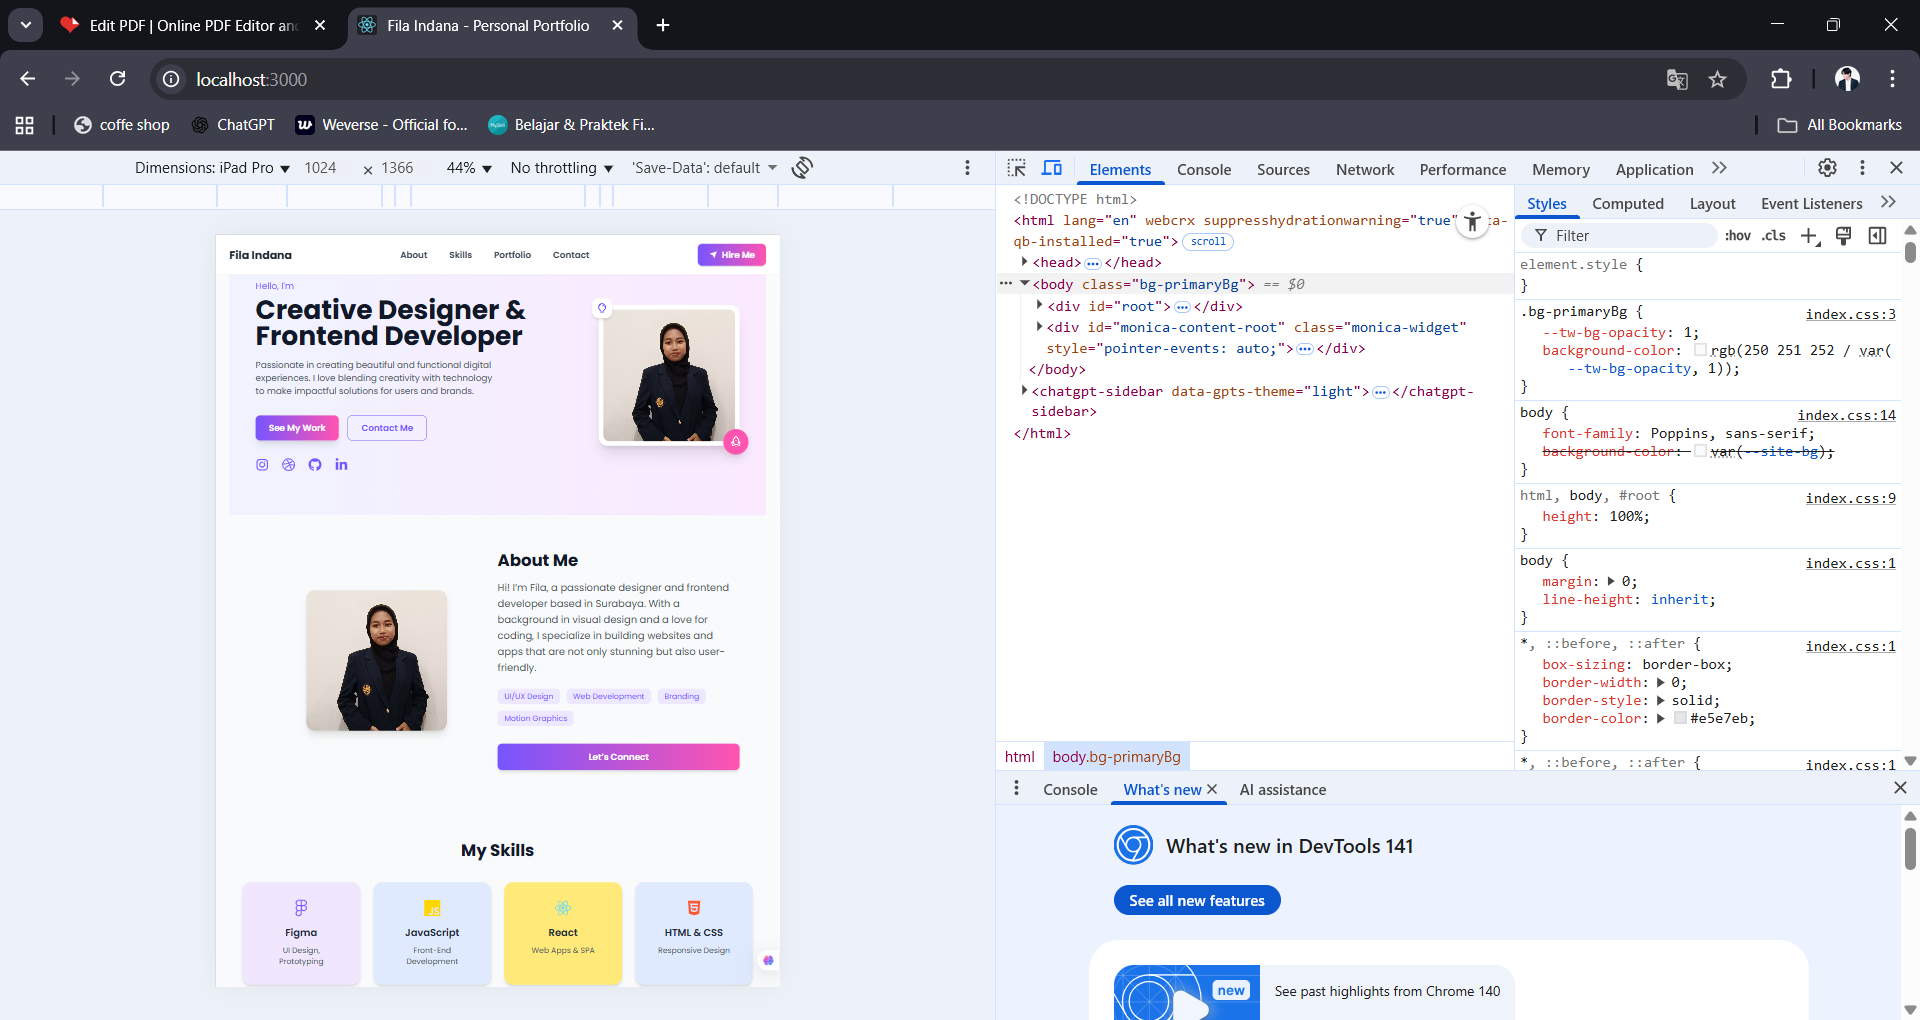 Edit PDF | Online PDF Editor an
Fila Indana - Personal Portfolio
localhost:3000
coffe shop
ChatGPT
Weverse - Official fo...
Belajar & Praktek Fi...
All Bookmarks
Dimensions: iPad Pro ▼ 1024 × 1366 44% ▼ No throttling ▼ 'Save-Data': default ▼
Fila Indana
About Skills Portfolio Contact
Hire Me
Hello, I'm
Creative Designer &
Frontend Developer
Passionate in creating beautiful and functional digital
experiences. I love blending creativity with technology
to make impactful solutions for users and brands.
See My Work
Contact Me
About Me
Hi! I'm Fila, a passionate designer and frontend
developer based in Surabaya. With a
background in visual design and a love for
coding, I specialize in building websites and
apps that are not only stunning but also user-
friendly.
UI/UX Design Web Development Branding
Motion Graphics
Let's Connect
My Skills
Figma
UI Design,
Prototyping
JS
JavaScript
Front-End
Development
React
Web Apps & SPA
HTML & CSS
Responsive Design
Elements Console Sources Network Performance Memory Application
<!DOCTYPE html>
<html lang="en" webcrx suppresshydrationwarning="true" ta-
qb-installed="true"> scroll
<head> ··· </head>
··· <body class="bg-primaryBg"> == $0
<div id="root"> ··· </div>
<div id="monica-content-root" class="monica-widget"
style="pointer-events: auto;"> ··· </div>
</body>
<chatgpt-sidebar data-gpts-theme="light"> ··· </chatgpt-
sidebar>
</html>
html body.bg-primaryBg
Styles Computed Layout Event Listeners
Filter :hov .cls
element.style {
}
.bg-primaryBg { index.css:3
--tw-bg-opacity: 1;
background-color: rgb(250 251 252 / var(
--tw-bg-opacity, 1));
}
body { index.css:14
font-family: Poppins, sans-serif;
background-color: var(--site-bg);
}
html, body, #root { index.css:9
height: 100%;
}
body { index.css:1
margin: ▶ 0;
line-height: inherit;
}
*, ::before, ::after { index.css:1
box-sizing: border-box;
border-width: ▶ 0;
border-style: ▶ solid;
border-color: ▶ #e5e7eb;
}
*, ::before, ::after { index.css:1
Console What's new AI assistance
What's new in DevTools 141
See all new features
new
See past highlights from Chrome 140